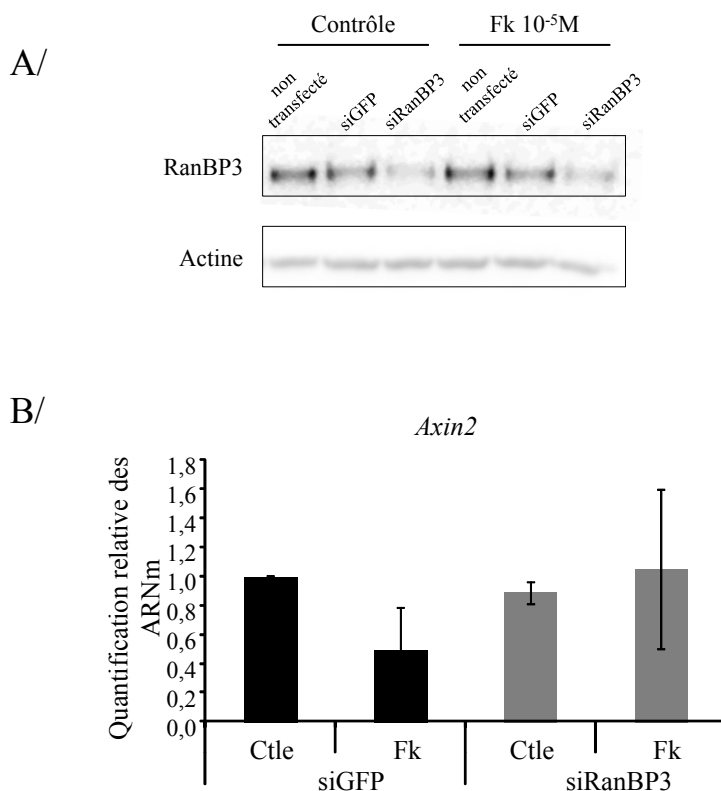 A/
Contrôle
Fk 10-5M
non
transfecté
siGFP
siRanBP3
non
transfecté
siGFP
siRanBP3
RanBP3
Actine
B/
Axin2
Quantification relative des
ARNm
1,8
1,6
1,4
1,2
1,0
0,8
0,6
0,4
0,2
0,0
Ctle
Fk
Ctle
Fk
siGFP
siRanBP3